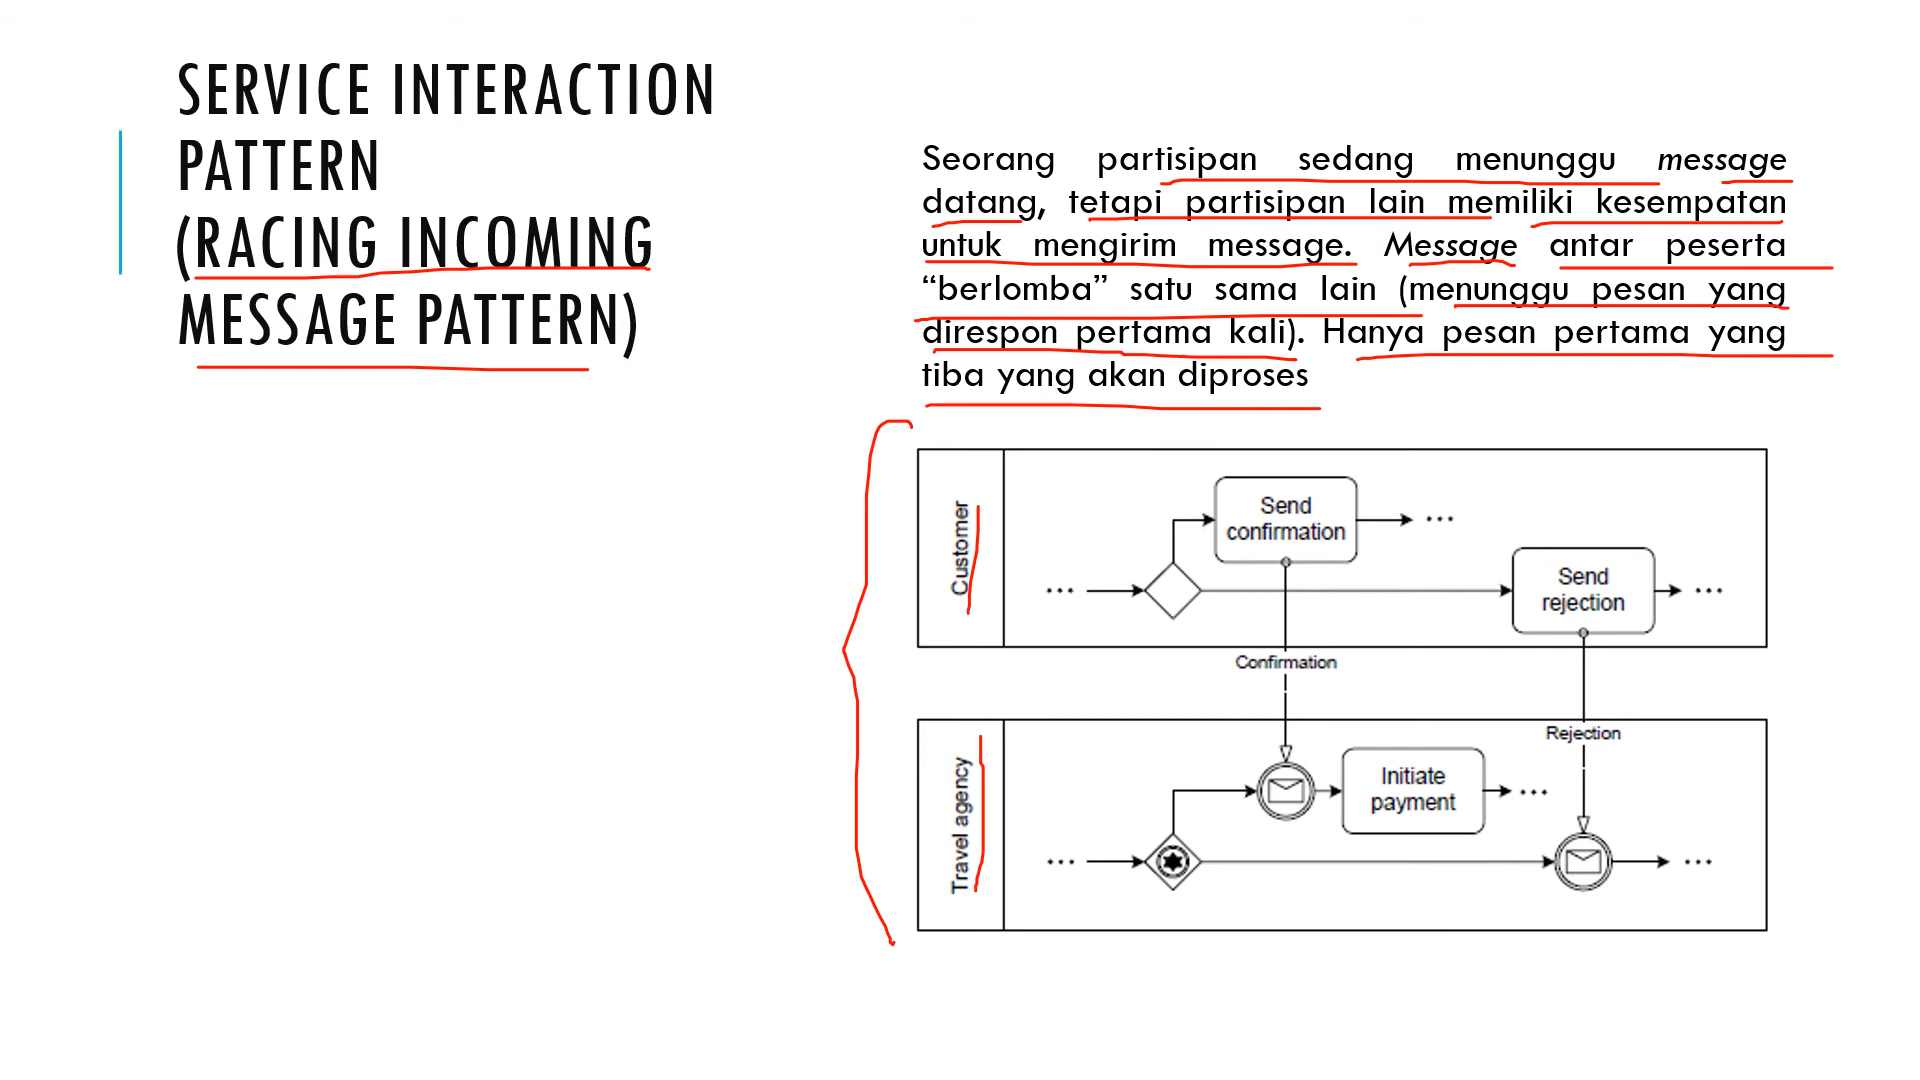 SERVICE INTERACTION
PATTERN
(RACING INCOMING
MESSAGE PATTERN)
Seorang partisipan sedang menunggu message
datang, tetapi partisipan lain memiliki kesempatan
untuk mengirim message. Message antar peserta
“berlomba” satu sama lain (menunggu pesan yang
direspon pertama kali). Hanya pesan pertama yang
tiba yang akan diproses
Customer
Send
confirmation
...
...
Send
rejection
...
Confirmation
Travel agency
Rejection
Initiate
payment
...
...
...